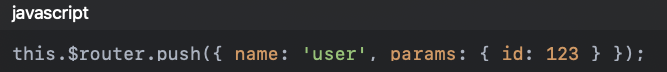 javascript
this.$router.push({ name: 'user', params: { id: 123 } });